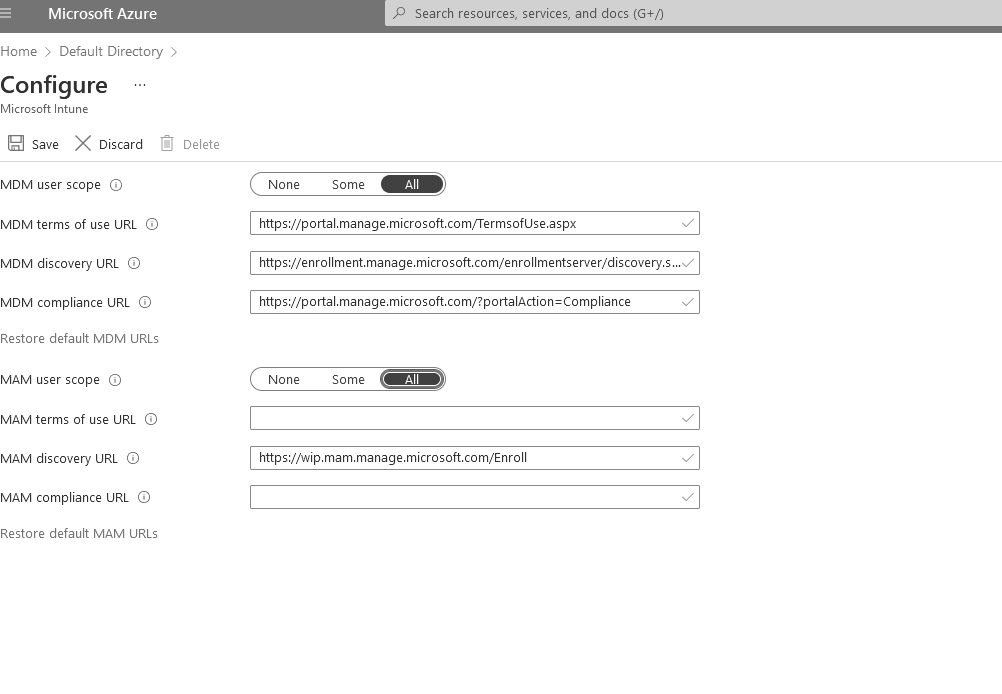 Microsoft Azure
Search resources, services, and docs (G+/)
Home > Default Directory >
Configure ...
Microsoft Intune
Save Discard Delete
MDM user scope None Some All
MDM terms of use URL https://portal.manage.microsoft.com/TermsofUse.aspx
MDM discovery URL https://enrollment.manage.microsoft.com/enrollmentserver/discovery.s...
MDM compliance URL https://portal.manage.microsoft.com/?portalAction=Compliance
Restore default MDM URLs
MAM user scope None Some All
MAM terms of use URL
MAM discovery URL https://wip.mam.manage.microsoft.com/Enroll
MAM compliance URL
Restore default MAM URLs